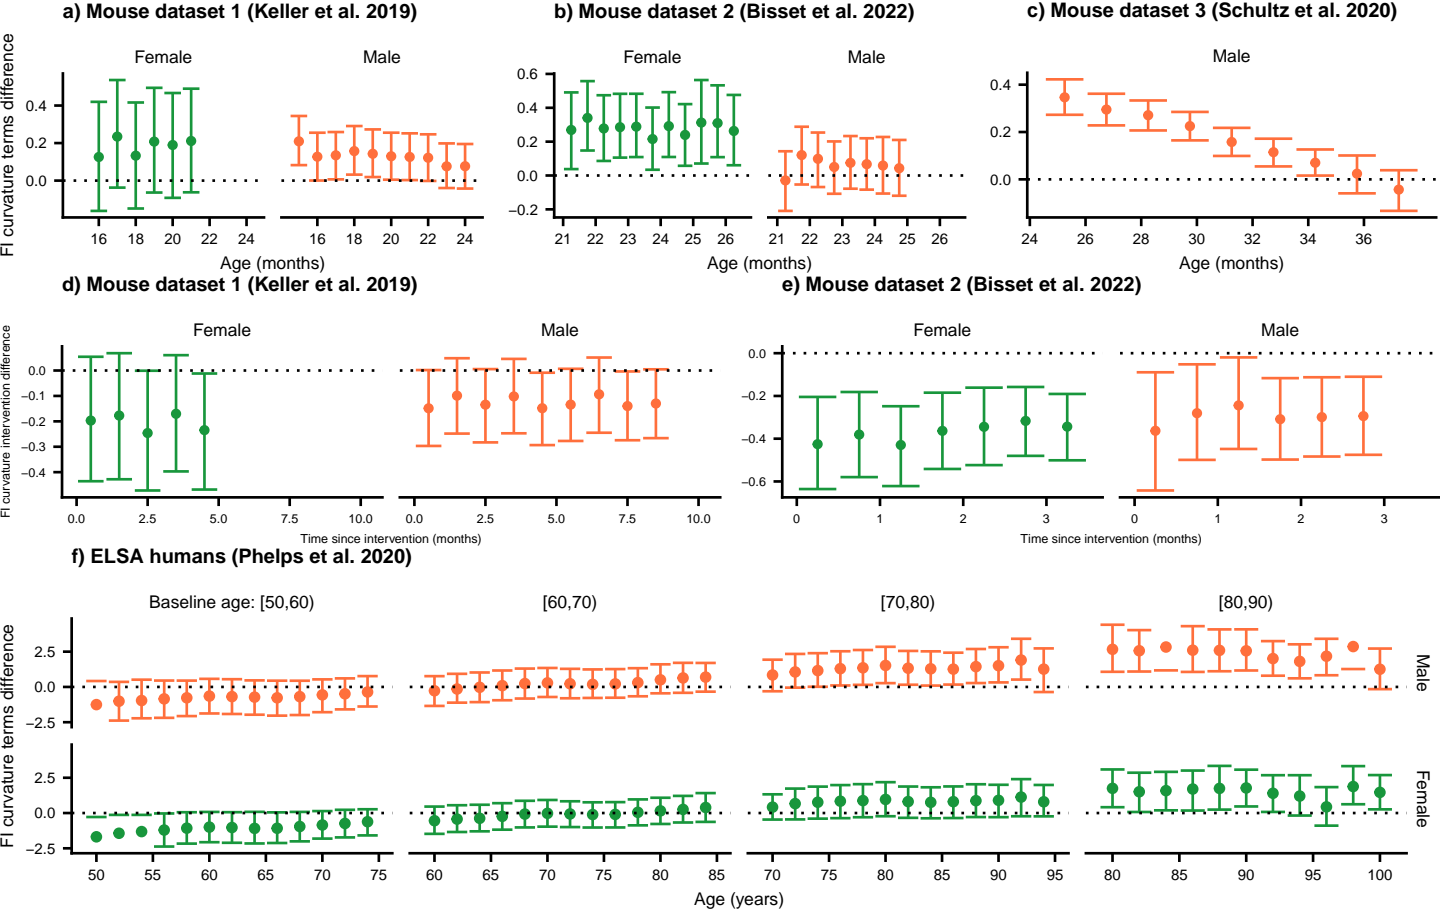 a) Mouse dataset 1 (Keller et al. 2019)
b) Mouse dataset 2 (Bisset et al. 2022)
c) Mouse dataset 3 (Schultz et al. 2020)
FI curvature terms difference
Female
Male
Female
Male
Male
0.4
0.2
0.0
0.6
0.4
0.2
0.0
−0.2
0.4
0.2
0.0
16 18 20 22 24
16 18 20 22 24
21 22 23 24 25 26
21 22 23 24 25 26
24 26 28 30 32 34 36
Age (months)
Age (months)
Age (months)
d) Mouse dataset 1 (Keller et al. 2019)
e) Mouse dataset 2 (Bisset et al. 2022)
FI curvature intervention difference
Female
Male
Female
Male
0.0
−0.1
−0.2
−0.3
−0.4
0.0
−0.2
−0.4
−0.6
0.0 2.5 5.0 7.5 10.0
0.0 2.5 5.0 7.5 10.0
0 1 2 3
0 1 2 3
Time since intervention (months)
Time since intervention (months)
f) ELSA humans (Phelps et al. 2020)
FI curvature terms difference
Baseline age: [50,60)
[60,70)
[70,80)
[80,90)
2.5
0.0
−2.5
Male
2.5
0.0
−2.5
Female
50 55 60 65 70 75
60 65 70 75 80 85
70 75 80 85 90 95
80 85 90 95 100
Age (years)